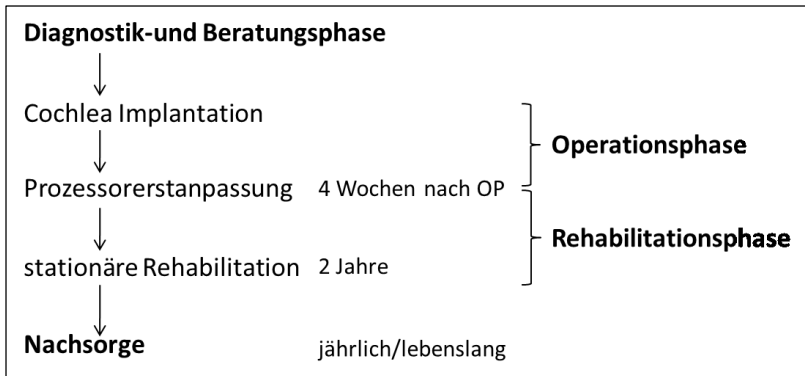 Diagnostik-und Beratungsphase
Cochlea Implantation
Operationsphase
Prozessorerstanpassung 4 Wochen nach OP
Rehabilitationsphase
stationäre Rehabilitation 2 Jahre
Nachsorge jährlich/lebenslang